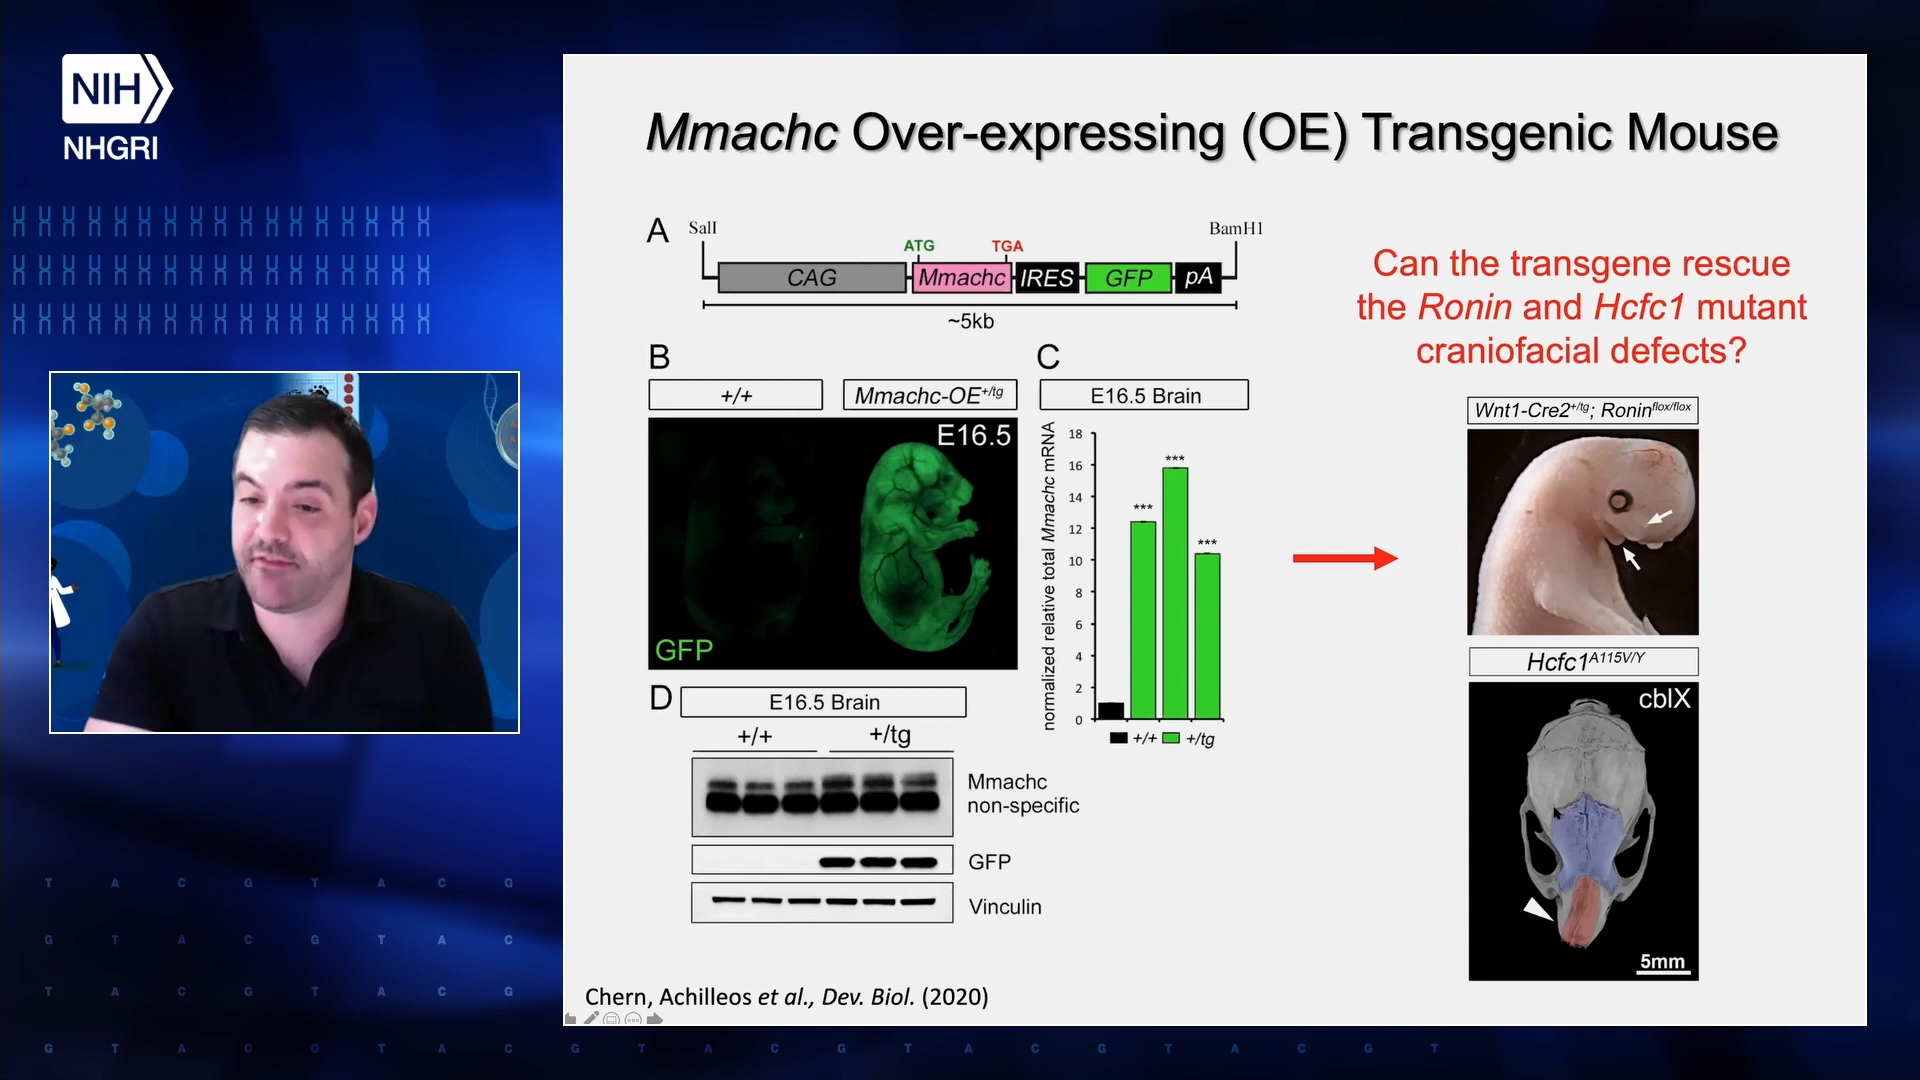 NIH
NHGRI
Mmachc Over-expressing (OE) Transgenic Mouse
A
SalI
BamH1
ATG
TGA
CAG
Mmachc
IRES
GFP
pA
~5kb
Can the transgene rescue
the Ronin and Hcfc1 mutant
craniofacial defects?
B
+/+
Mmachc-OE+/tg
E16.5
GFP
C
E16.5 Brain
normalized relative total Mmachc mRNA
18
16
14
12
10
8
6
4
2
0
***
***
***
+/+
+/tg
D
E16.5 Brain
+/+
+/tg
Mmachc
non-specific
GFP
Vinculin
Wnt1-Cre2+/tg; Roninflox/flox
Hcfc1A115V/Y
cblX
5mm
Chern, Achilleos et al., Dev. Biol. (2020)
T A C G T A C G
G T A C G T A C
T A C G T A C G
G T A C G T A C G T A C G T A C G T A C G T